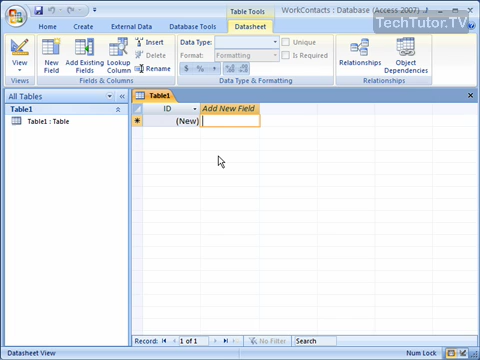 Table Tools
WorkContacts : Database (Access 2007)
TechTutor.TV
Home
Create
External Data
Database Tools
Datasheet
View
Views
New Field
Add Existing Fields
Lookup Column
Insert
Delete
Rename
Fields & Columns
Data Type:
Format: Formatting
$ % ,
Unique
Is Required
Data Type & Formatting
Relationships
Object Dependencies
Relationships
All Tables
Table1
Table1 : Table
Table1
ID
Add New Field
(New)
Record: 1 of 1
No Filter
Search
Datasheet View
Num Lock